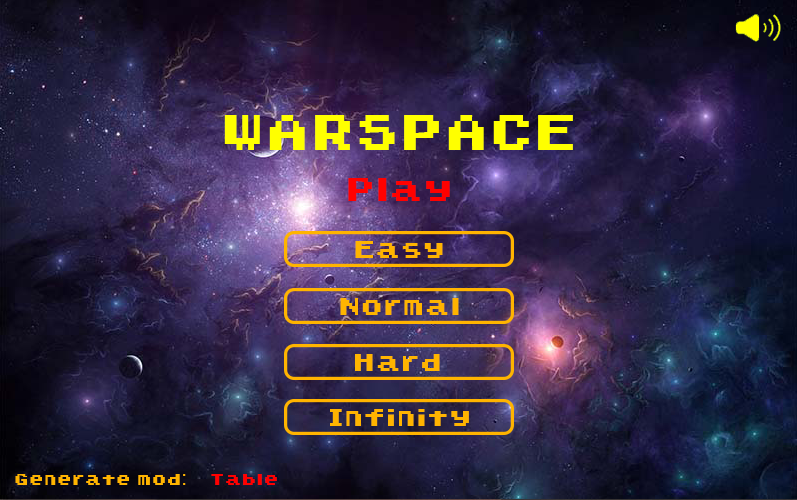 WARSPACE
Play
Easy
Normal
Hard
Infinity
Generate mod: Table